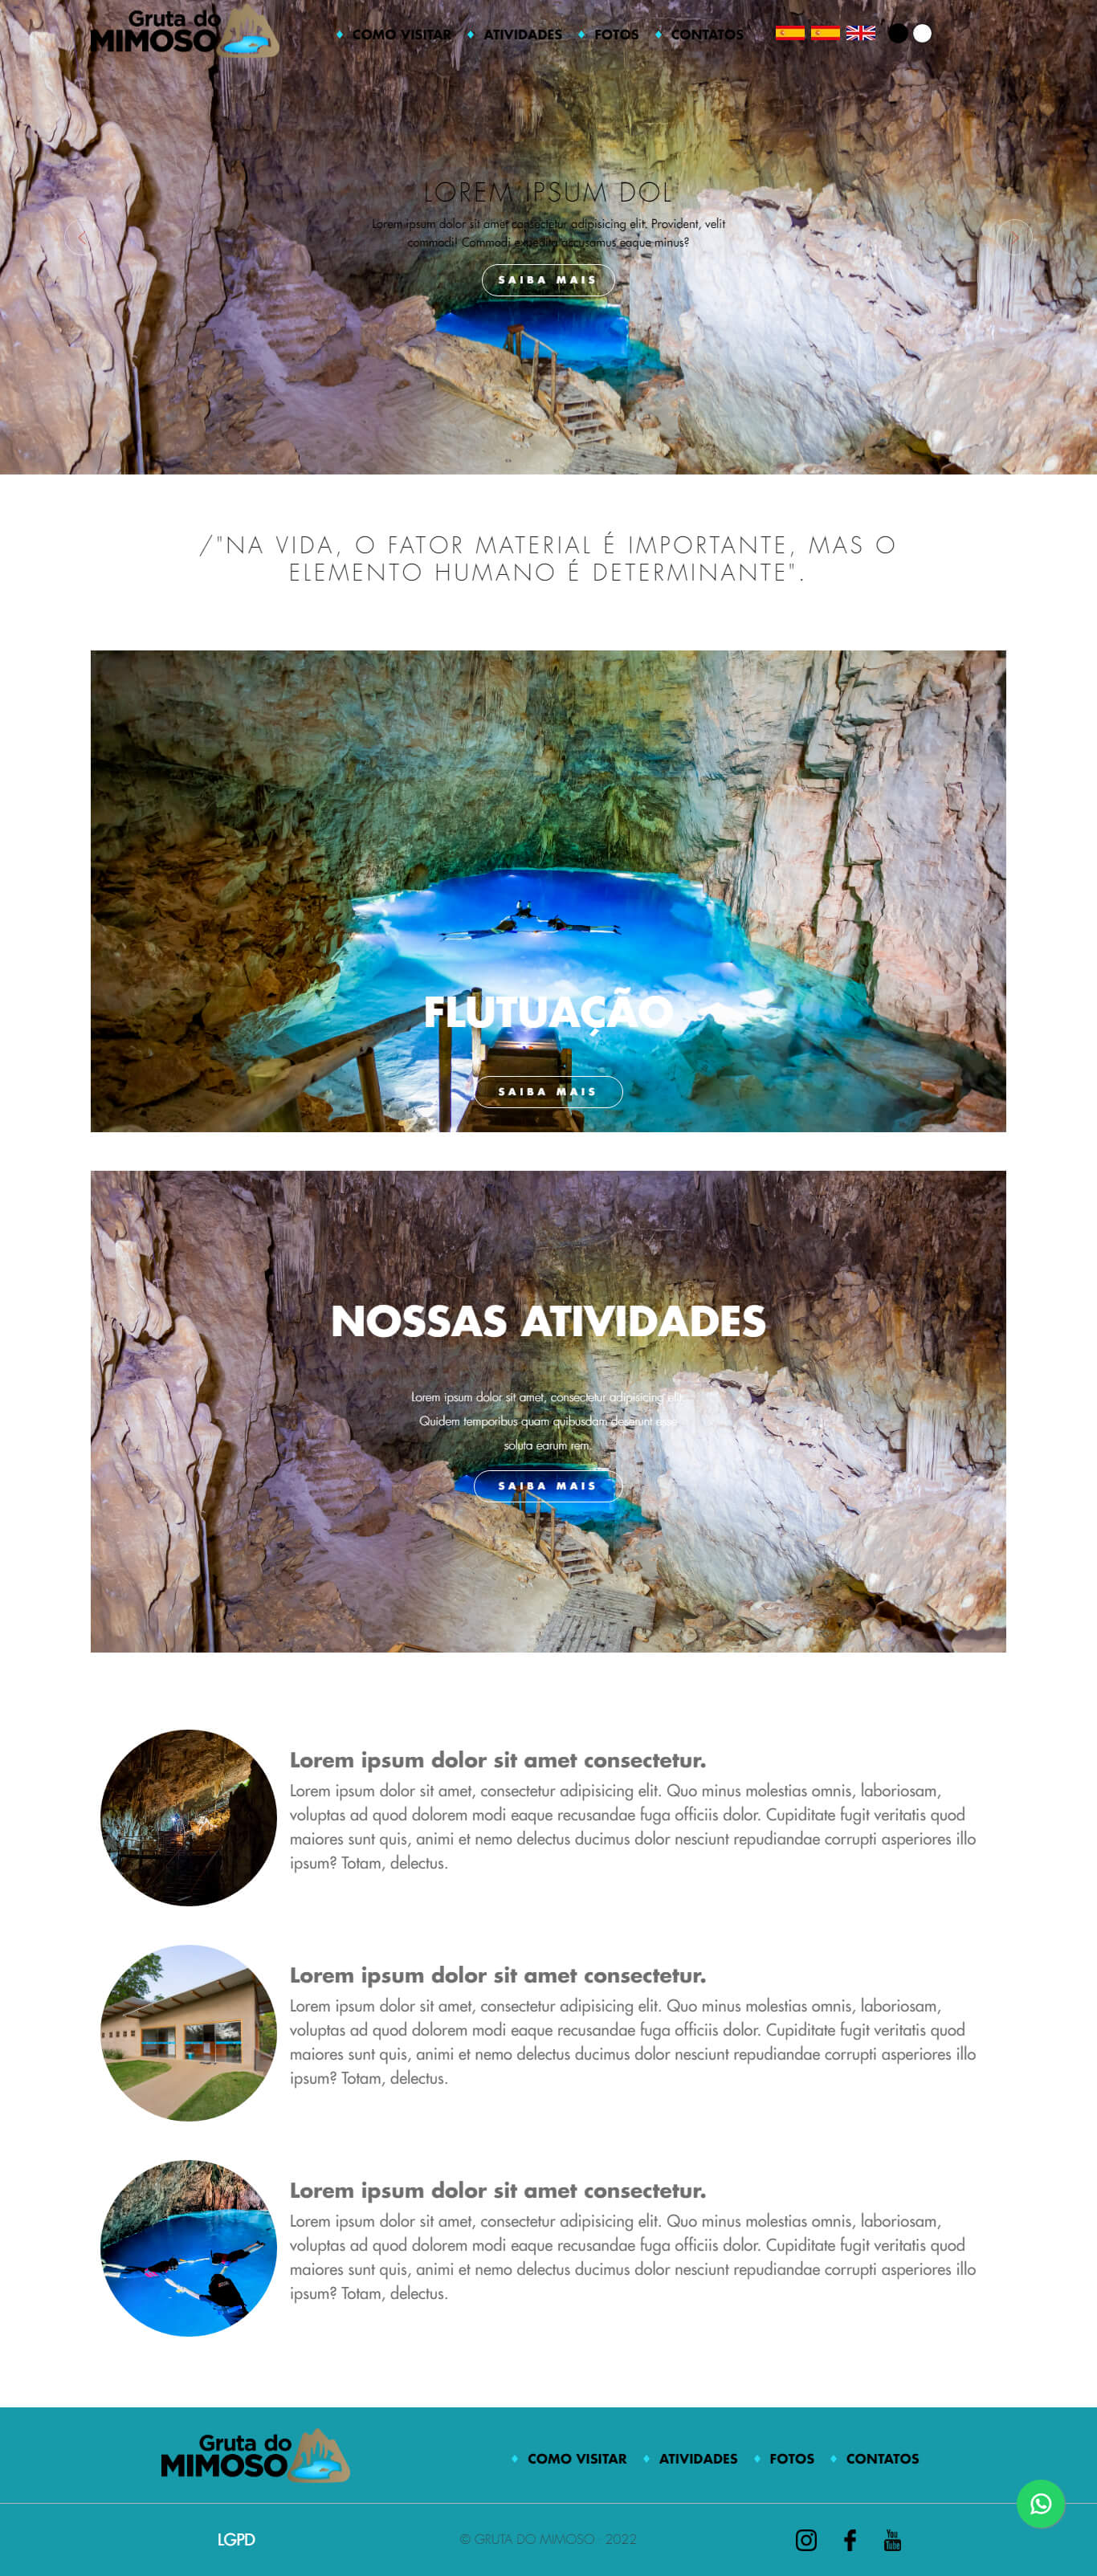 Gruta do
MIMOSO
COMO VISITAR
ATIVIDADES
FOTOS
CONTATOS
LOREM IPSUM DOL
Lorem ipsum dolor sit amet consectetur adipisicing elit. Provident, velit
commodi! Commodi expedita accusamus eaque minus?
SAIBA MAIS
/"NA VIDA, O FATOR MATERIAL É IMPORTANTE, MAS O
ELEMENTO HUMANO É DETERMINANTE".
FLUTUAÇÃO
SAIBA MAIS
NOSSAS ATIVIDADES
Lorem ipsum dolor sit amet, consectetur adipisicing elit.
Quidem temporibus quam quibusdam deserunt esse
soluta earum rem.
SAIBA MAIS
Lorem ipsum dolor sit amet consectetur.
Lorem ipsum dolor sit amet, consectetur adipisicing elit. Quo minus molestias omnis, laboriosam,
voluptas ad quod dolorem modi eaque recusandae fuga officiis dolor. Cupiditate fugit veritatis quod
maiores sunt quis, animi et nemo delectus ducimus dolor nesciunt repudiandae corrupti asperiores illo
ipsum? Totam, delectus.
Lorem ipsum dolor sit amet consectetur.
Lorem ipsum dolor sit amet, consectetur adipisicing elit. Quo minus molestias omnis, laboriosam,
voluptas ad quod dolorem modi eaque recusandae fuga officiis dolor. Cupiditate fugit veritatis quod
maiores sunt quis, animi et nemo delectus ducimus dolor nesciunt repudiandae corrupti asperiores illo
ipsum? Totam, delectus.
Lorem ipsum dolor sit amet consectetur.
Lorem ipsum dolor sit amet, consectetur adipisicing elit. Quo minus molestias omnis, laboriosam,
voluptas ad quod dolorem modi eaque recusandae fuga officiis dolor. Cupiditate fugit veritatis quod
maiores sunt quis, animi et nemo delectus ducimus dolor nesciunt repudiandae corrupti asperiores illo
ipsum? Totam, delectus.
Gruta do
MIMOSO
COMO VISITAR
ATIVIDADES
FOTOS
CONTATOS
LGPD
© GRUTA DO MIMOSO 2022
You
Tube